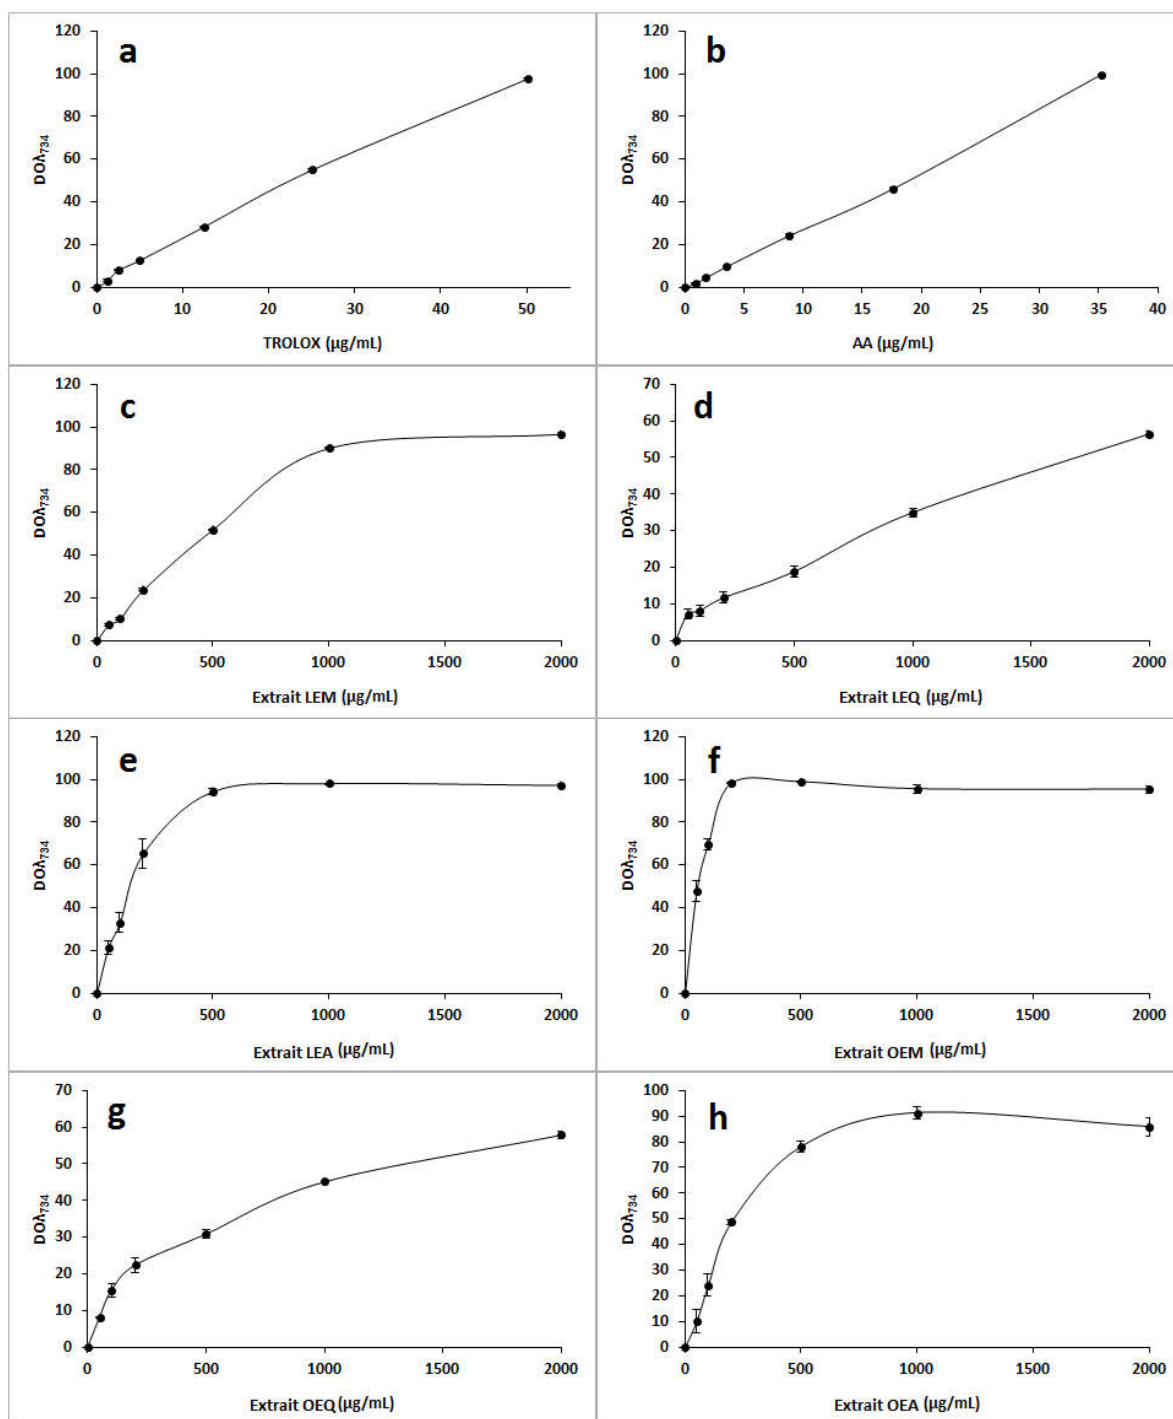 a
120
100
80
60
40
20
0
DOλ734
0 10 20 30 40 50
TROLOX (µg/mL)
b
120
100
80
60
40
20
0
DOλ734
0 5 10 15 20 25 30 35 40
AA (µg/mL)
c
120
100
80
60
40
20
0
DOλ734
0 500 1000 1500 2000
Extrait LEM (µg/mL)
d
70
60
50
40
30
20
10
0
DOλ734
0 500 1000 1500 2000
Extrait LEQ (µg/mL)
e
120
100
80
60
40
20
0
DOλ734
0 500 1000 1500 2000
Extrait LEA (µg/mL)
f
120
100
80
60
40
20
0
DOλ734
0 500 1000 1500 2000
Extrait OEM (µg/mL)
g
70
60
50
40
30
20
10
0
DOλ734
0 500 1000 1500 2000
Extrait OEQ (µg/mL)
h
100
90
80
70
60
50
40
30
20
10
0
DOλ734
0 500 1000 1500 2000
Extrait OEA (µg/mL)